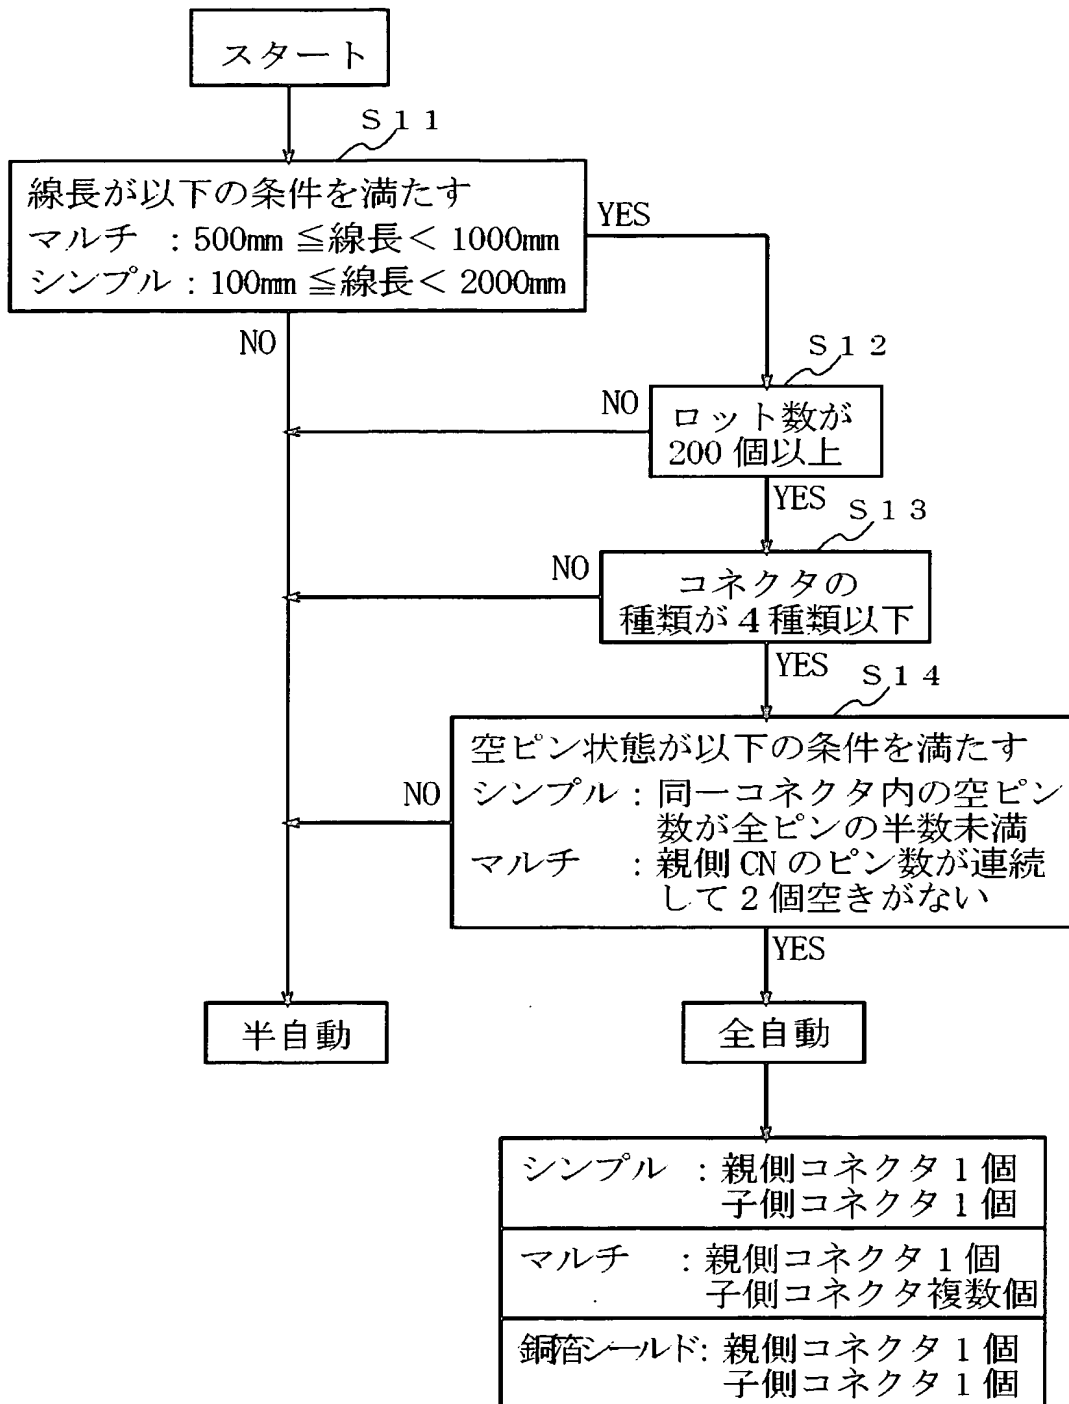 スタート
S11
線長が以下の条件を満たす
マルチ :500mm ≦線長< 1000mm
シンプル:100mm ≦線長< 2000mm
YES
NO
S12
NO
ロット数が
200 個以上
YES
S13
NO
コネクタの
種類が4種類以下
YES
S14
空ピン状態が以下の条件を満たす
シンプル:同一コネクタ内の空ピン
数が全ピンの半数未満
マルチ :親側 CN のピン数が連続
して2個空きがない
NO
YES
半自動
全自動
シンプル :親側コネクタ1個
子側コネクタ1個
マルチ :親側コネクタ1個
子側コネクタ複数個
銅箔シールド:親側コネクタ1個
子側コネクタ1個